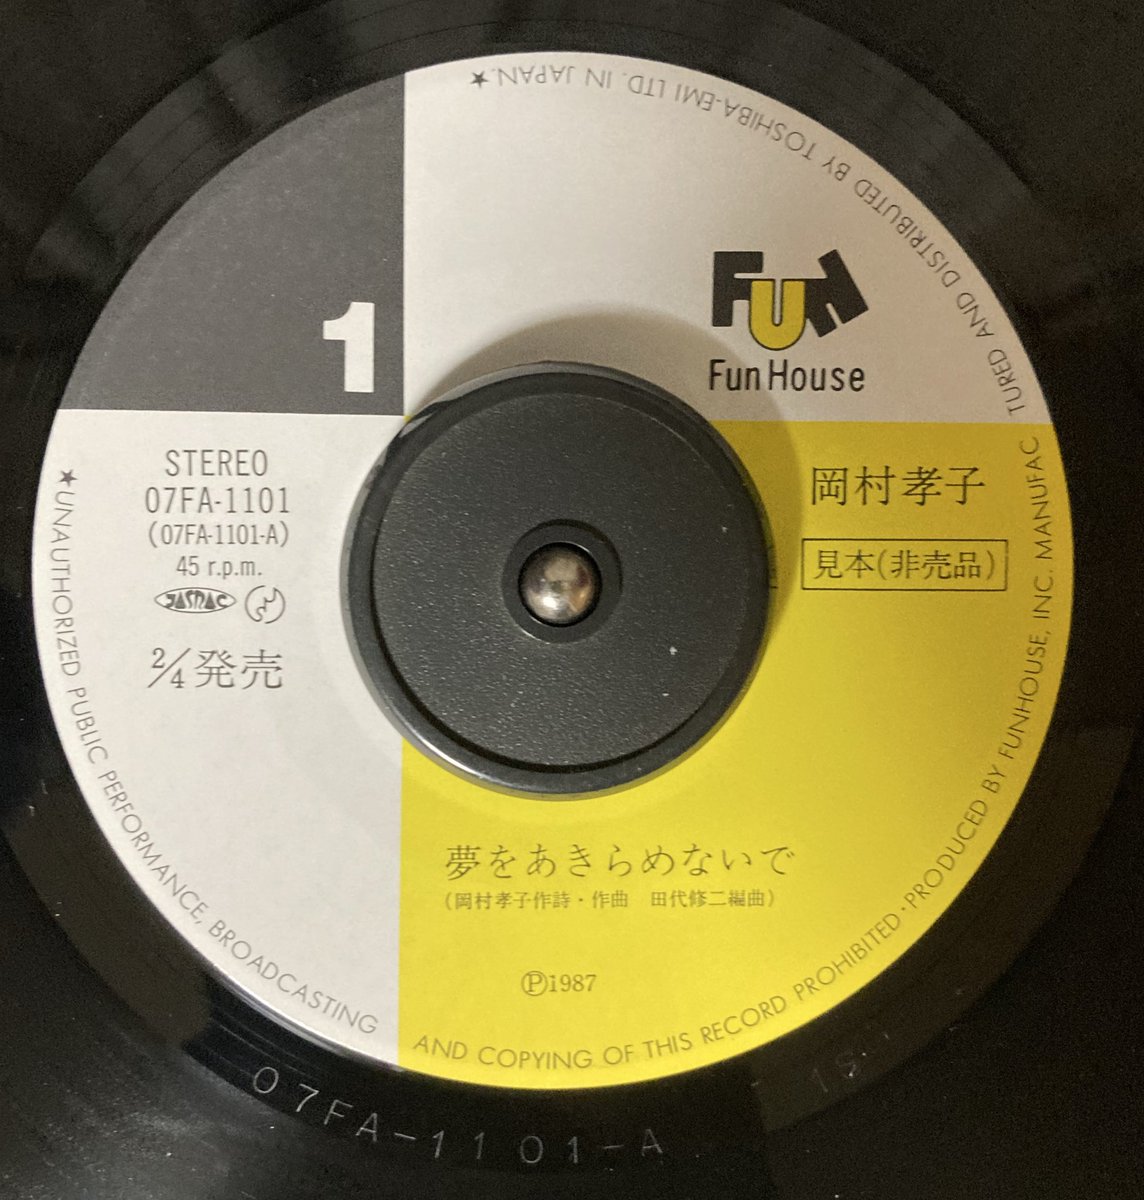 1
FUN
Fun House
STEREO
07FA-1101
(07FA-1101-A)
45 r.p.m.
JASRAC
2/4発売
岡村孝子
見本(非売品)
夢をあきらめないで
(岡村孝子作詩・作曲 田代修二編曲)
Ⓟ1987
★UNAUTHORIZED PUBLIC PERFORMANCE, BROADCASTING AND COPYING OF THIS RECORD PROHIBITED・PRODUCED BY FUNHOUSE, INC. MANUFACTURED AND DISTRIBUTED BY TOSHIBA-EMI LTD. IN JAPAN.★
07FA-1101-A